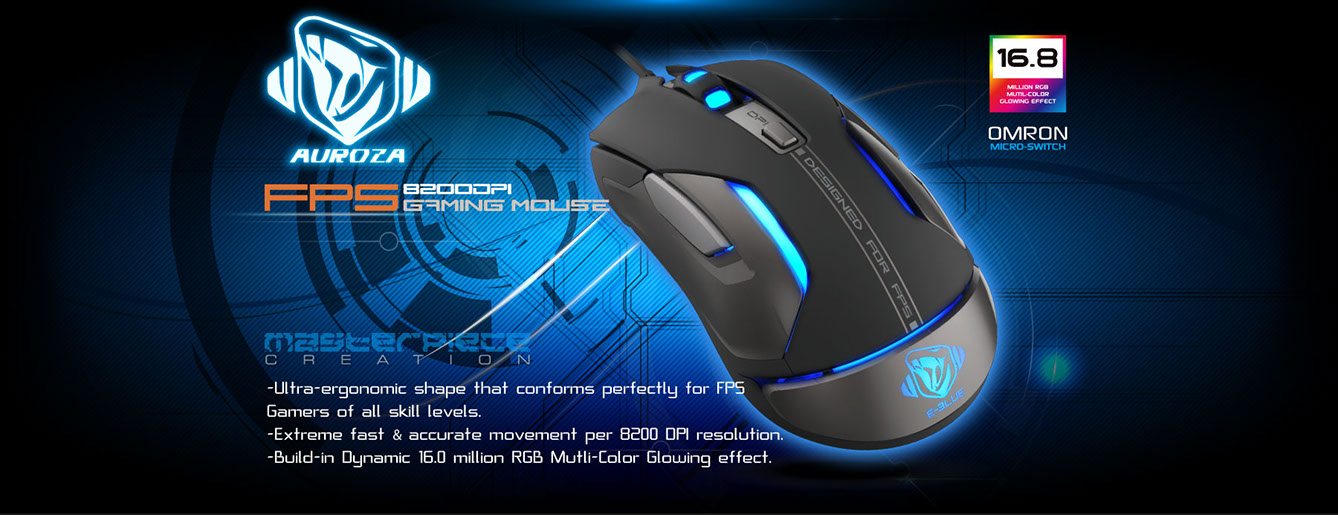 AUROZA
FPS 8200DPI
GAMING MOUSE
MASTERPIECE
CREATION
-Ultra-ergonomic shape that conforms perfectly for FPS
Gamers of all skill levels.
-Extreme fast & accurate movement per 8200 DPI resolution.
-Build-in Dynamic 16.0 million RGB Mutli-Color Glowing effect.
DPI
DESIGNED FOR FPS
E-BLUE
16.8
MILLION RGB
MUTIL-COLOR
GLOWING EFFECT
OMRON
MICRO-SWITCH